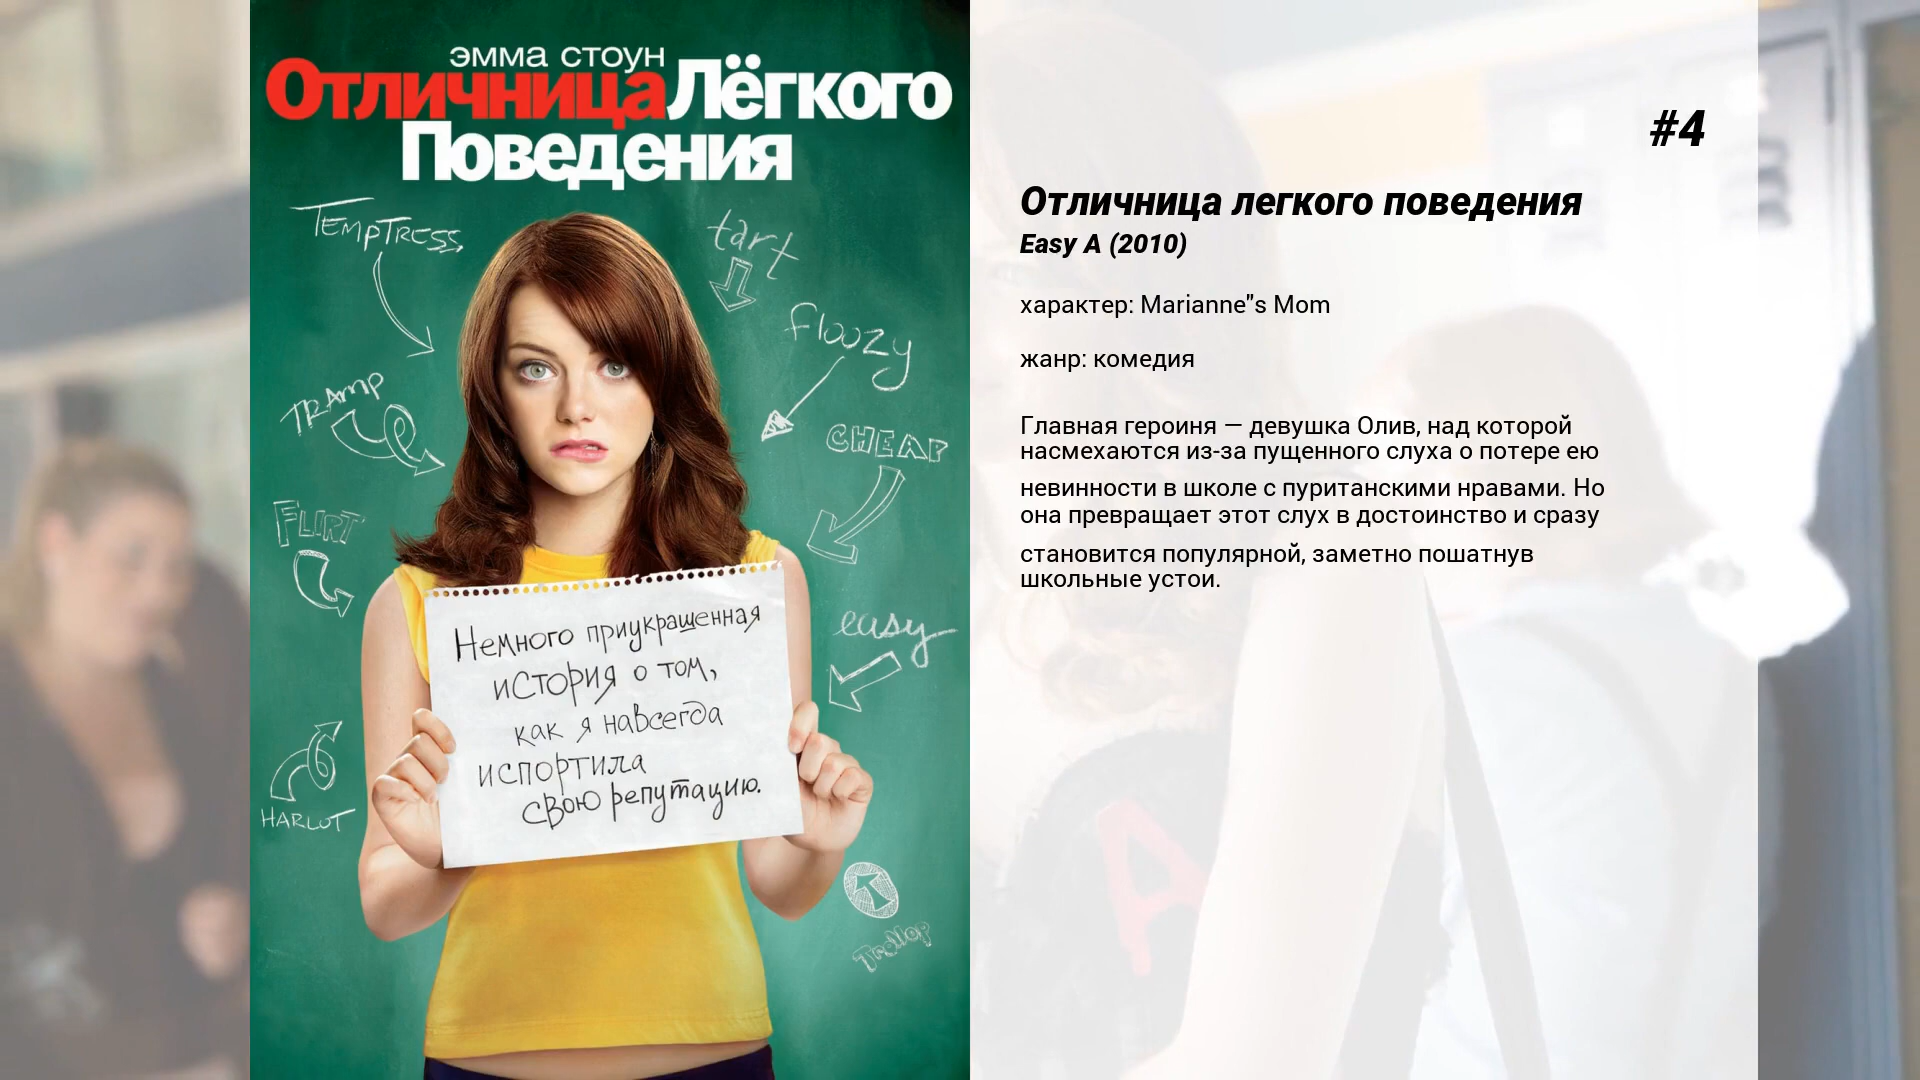 эмма стоун
Отличница Лёгкого
Поведения
TEMPTRESS
tart
floozy
TRAMP
CHEAP
FLIRT
easy
Немного приукрашенная
история о том,
как я навсегда
испортила
свою репутацию.
HARLOT
Trollop
#4
Отличница легкого поведения
Easy A (2010)
характер: Marianne"s Mom
жанр: комедия
Главная героиня — девушка Олив, над которой
насмехаются из-за пущенного слуха о потере ею
невинности в школе с пуританскими нравами. Но
она превращает этот слух в достоинство и сразу
становится популярной, заметно пошатнув
школьные устои.
A